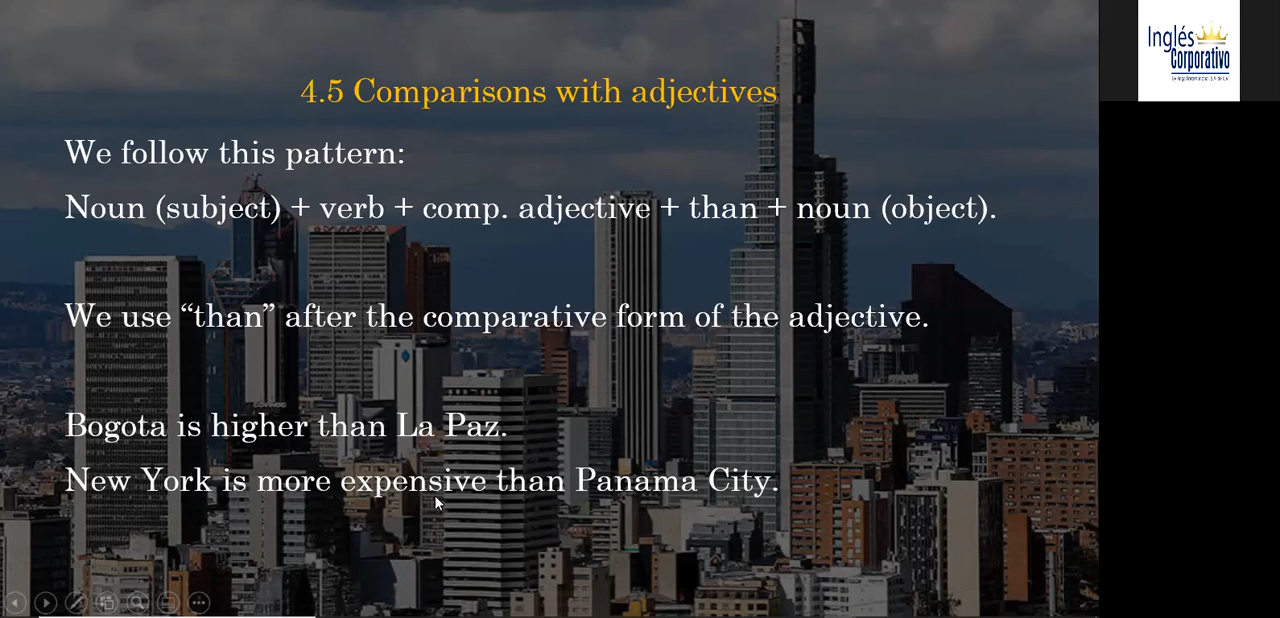 4.5 Comparisons with adjectives
We follow this pattern:
Noun (subject) + verb + comp. adjective + than + noun (object).
We use “than” after the comparative form of the adjective.
Bogota is higher than La Paz.
New York is more expensive than Panama City.
Inglés
Corporativo